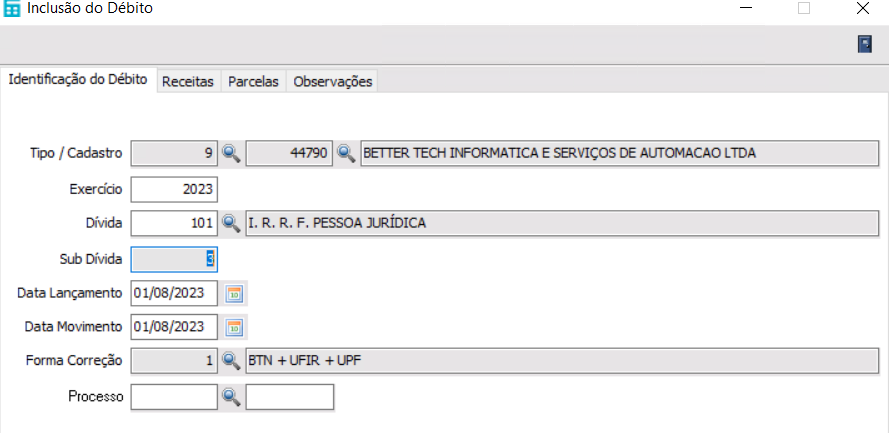 Inclusão do Débito
Identificação do Débito Receitas Parcelas Observações
Tipo / Cadastro 9 44790 BETTER TECH INFORMATICA E SERVIÇOS DE AUTOMACAO LTDA
Exercício 2023
Dívida 101 I. R. R. F. PESSOA JURÍDICA
Sub Dívida 3
Data Lançamento 01/08/2023
Data Movimento 01/08/2023
Forma Correção 1 BTN + UFIR + UPF
Processo